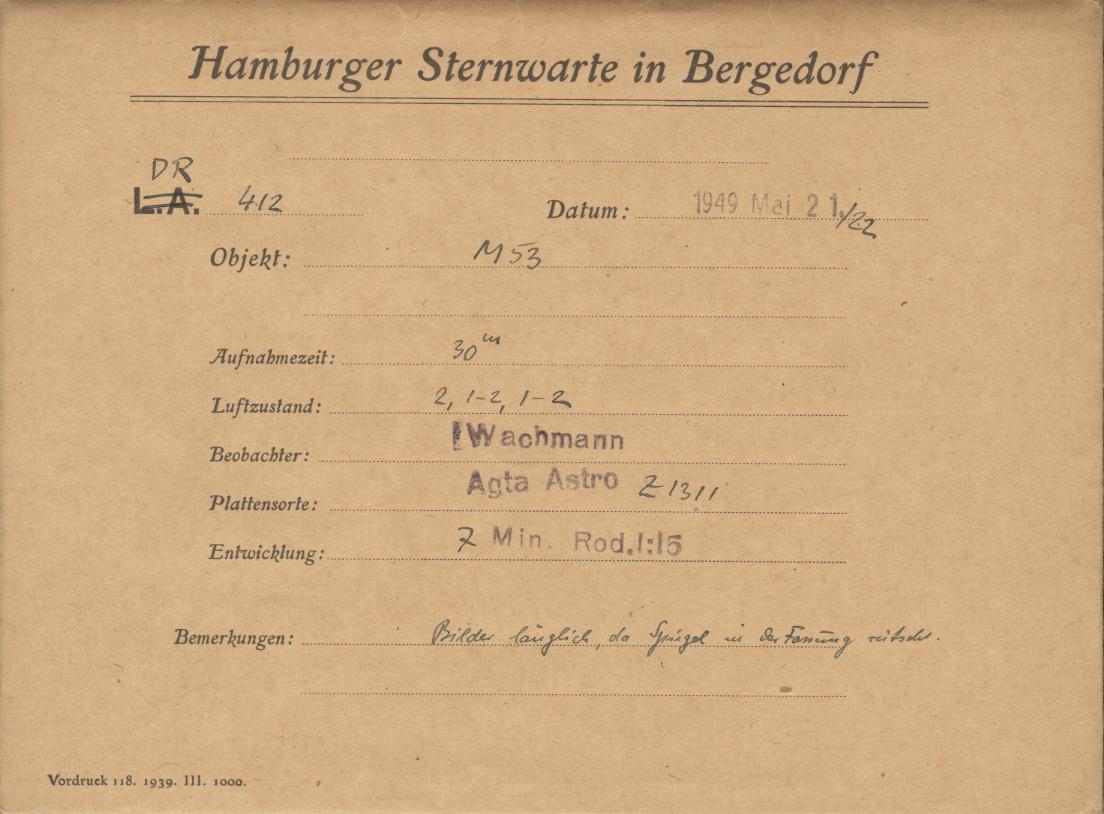 Hamburger Sternwarte in Bergedorf
DR
L.A. 412 Datum: 1949 Mai 21./22
Objekt: M53
Aufnahmezeit: 30m
Luftzustand: 2, 1-2, 1-2
Beobachter: Wachmann
Plattensorte: Agfa Astro Z1311
Entwicklung: 7 Min. Rod.1:15
Bemerkungen: Bilder länglich, da Spiegel in der Fassung rutscht.
Vordruck 118. 1939. III. 1000.